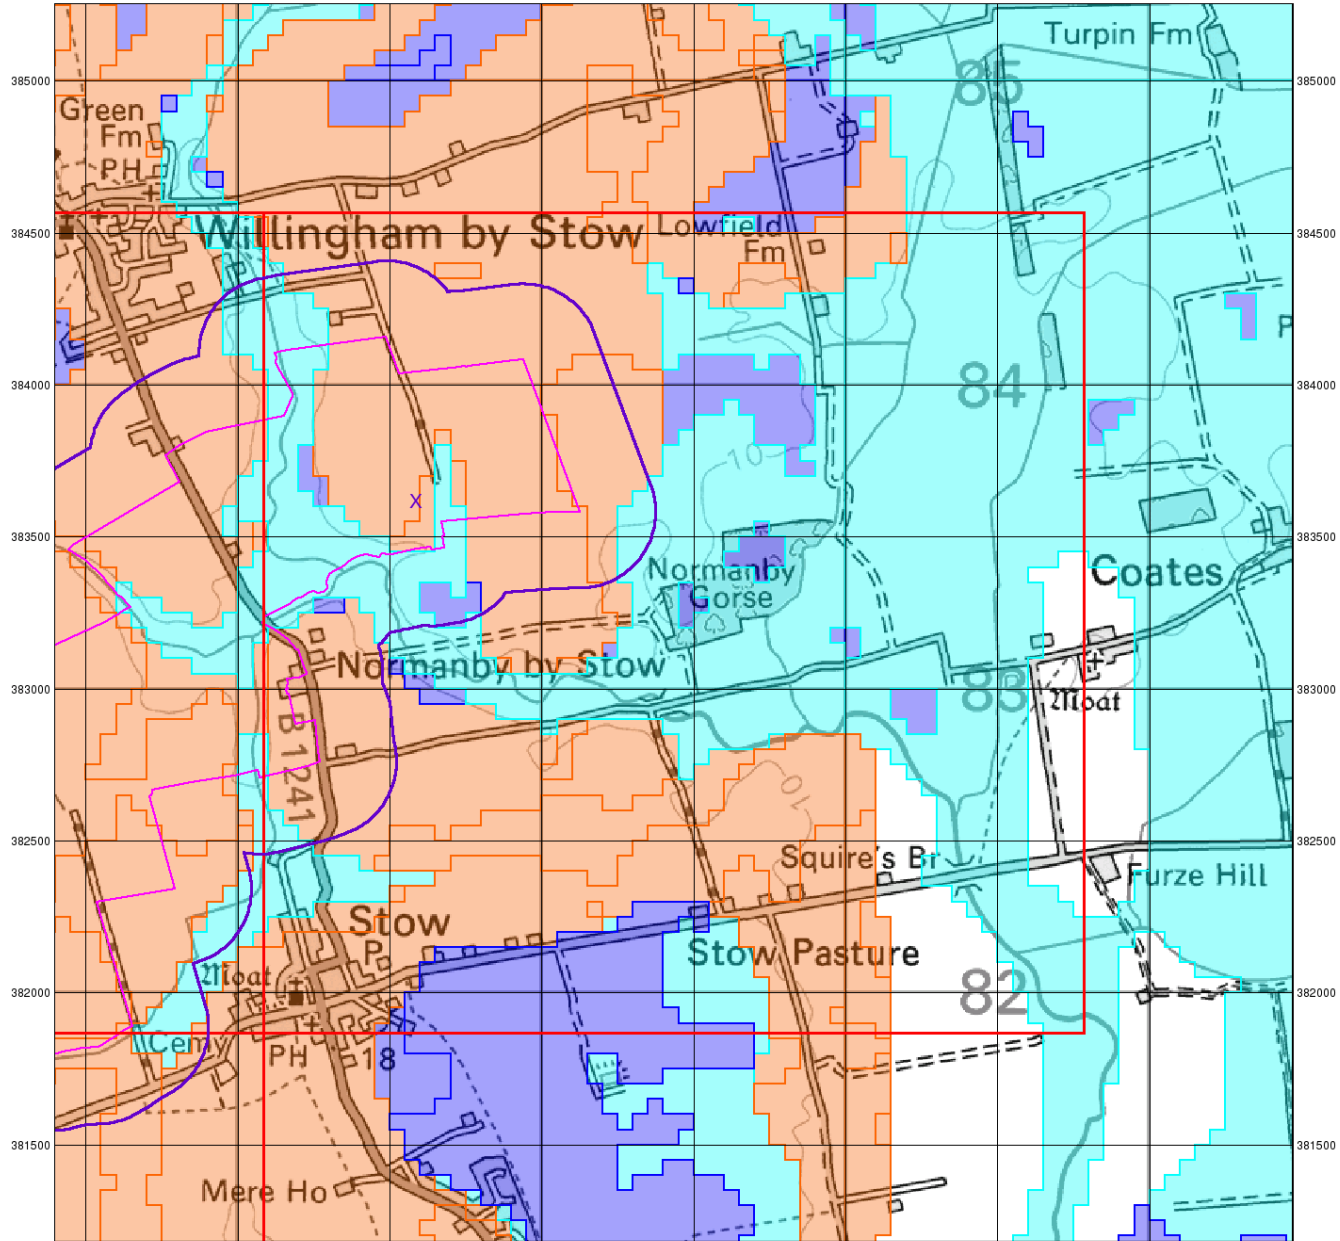 Turpin Fm
385000
85
385000
Green
Fm
PH
384500
Willingham by Stow
Lowfield
Fm
384500
P
384000
84
384000
10
X
383500
383500
Normanby
Gorse
Coates
Normanby by Stow
383000
83
Moat
383000
B 1241
10
382500
Squire's Br
382500
Furze Hill
Stow
P
Stow Pasture
Moat
382000
82
382000
Cemy
PH
18
381500
381500
Mere Ho